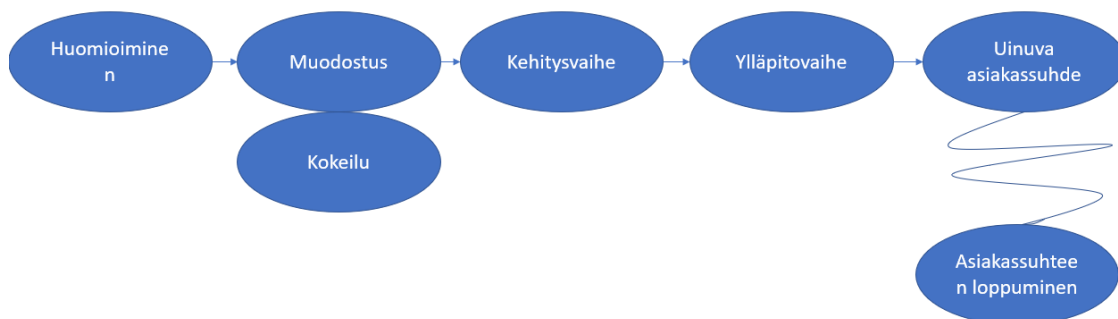 Huomioimine
n
Muodostus
Kehitysvaihe
Ylläpitovaihe
Uinuva
asiakassuhde
Kokeilu
Asiakassuhtee
n loppuminen